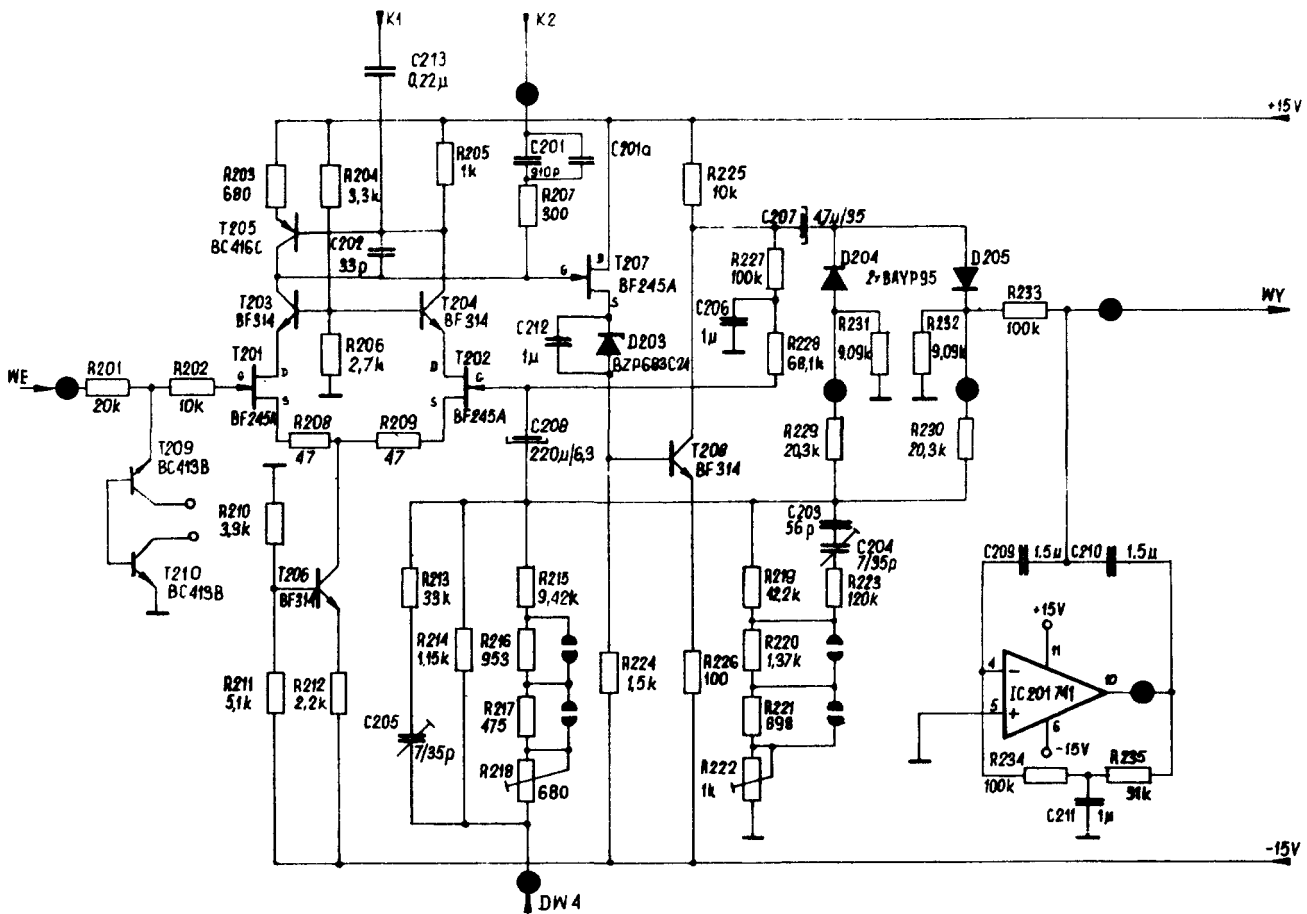 K1
K2
C213
0,22µ
+15V
R203
680
R204
3,3k
R205
1k
C201
910p
C201a
R207
300
R225
10k
T205
BC416C
C202
33p
C207
47µ/35
T207
BF245A
G
D
S
R227
100k
D204
2×BAYP95
D205
R233
100k
WY
T203
BF314
T204
BF314
C212
1µ
D203
BZP683C24
C206
1µ
R228
68,1k
R231
9,09k
R232
9,09k
R206
2,7k
T201
G
D
S
BF245A
T202
D
G
S
BF245A
WE
R201
20k
R202
10k
R208
47
R209
47
C208
220µ/6,3
T208
BF314
R229
20,3k
R230
20,3k
T209
BC413B
R210
3,9k
T210
BC413B
T206
BF314
R213
33k
R215
9,42k
C203
56p
C204
7/35p
R219
42,2k
R223
120k
C209
1,5µ
C210
1,5µ
R214
1,15k
R216
953
R220
1,37k
+15V
11
4
−
IC201 741
10
5
+
6
-15V
R211
5,1k
R212
2,2k
C205
7/35p
R217
475
R224
1,5k
R226
100
R221
698
R218
680
R222
1k
R234
100k
R235
91k
C211
1µ
-15V
DW4